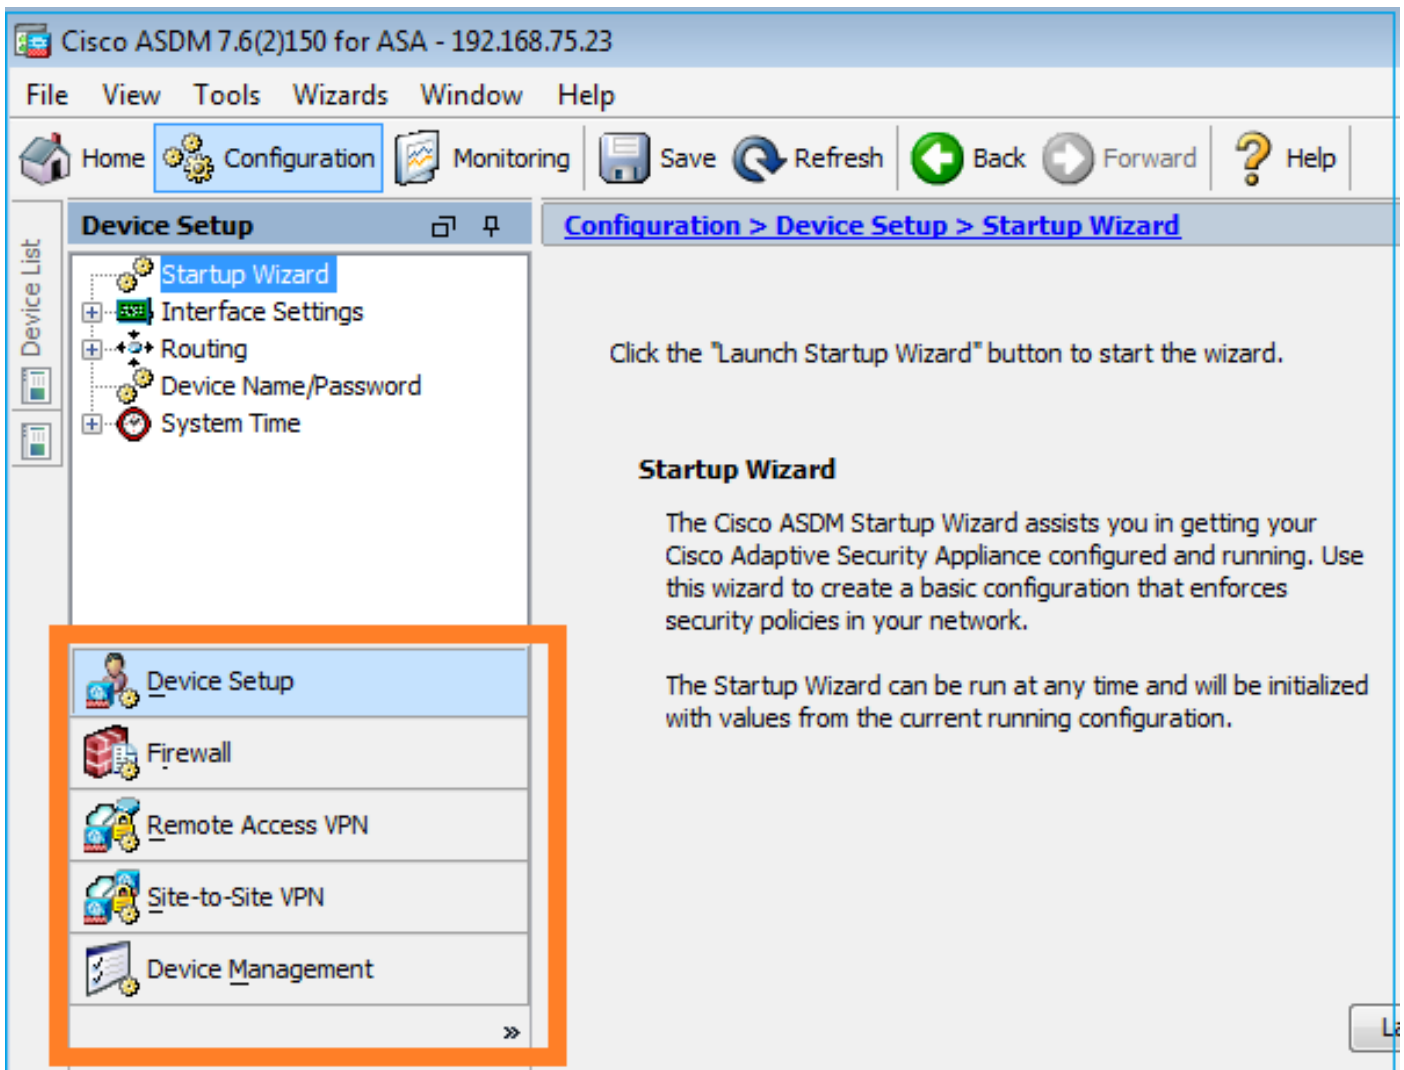 Cisco ASDM 7.6(2)150 for ASA - 192.168.75.23
File View Tools Wizards Window Help
Home Configuration Monitoring Save Refresh Back Forward Help
Device List
Device Setup
Startup Wizard
Interface Settings
Routing
Device Name/Password
System Time
Device Setup
Firewall
Remote Access VPN
Site-to-Site VPN
Device Management
»
Configuration > Device Setup > Startup Wizard
Click the "Launch Startup Wizard" button to start the wizard.
Startup Wizard
The Cisco ASDM Startup Wizard assists you in getting your
Cisco Adaptive Security Appliance configured and running. Use
this wizard to create a basic configuration that enforces
security policies in your network.
The Startup Wizard can be run at any time and will be initialized
with values from the current running configuration.